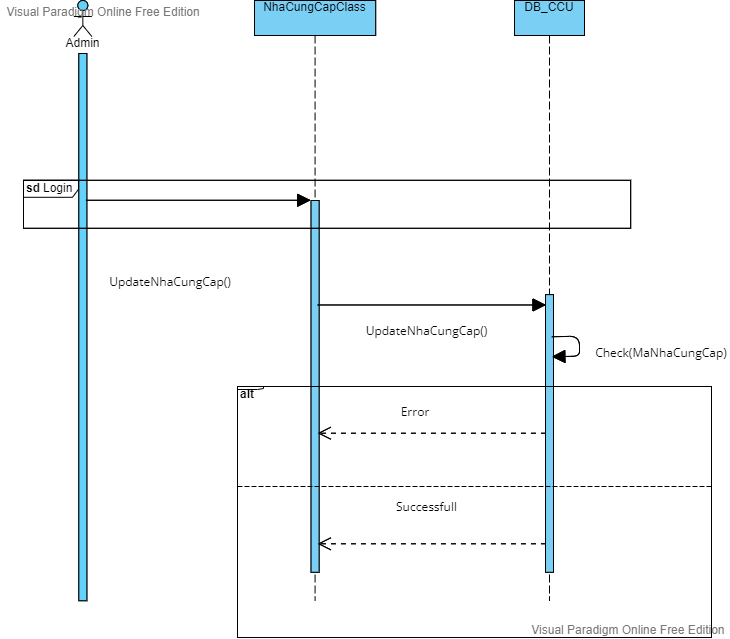 Visual Paradigm Online Free Edition
NhaCungCapClass
DB_CCU
Admin
sd Login
UpdateNhaCungCap()
UpdateNhaCungCap()
Check(MaNhaCungCap)
alt
Error
Successfull
Visual Paradigm Online Free Edition